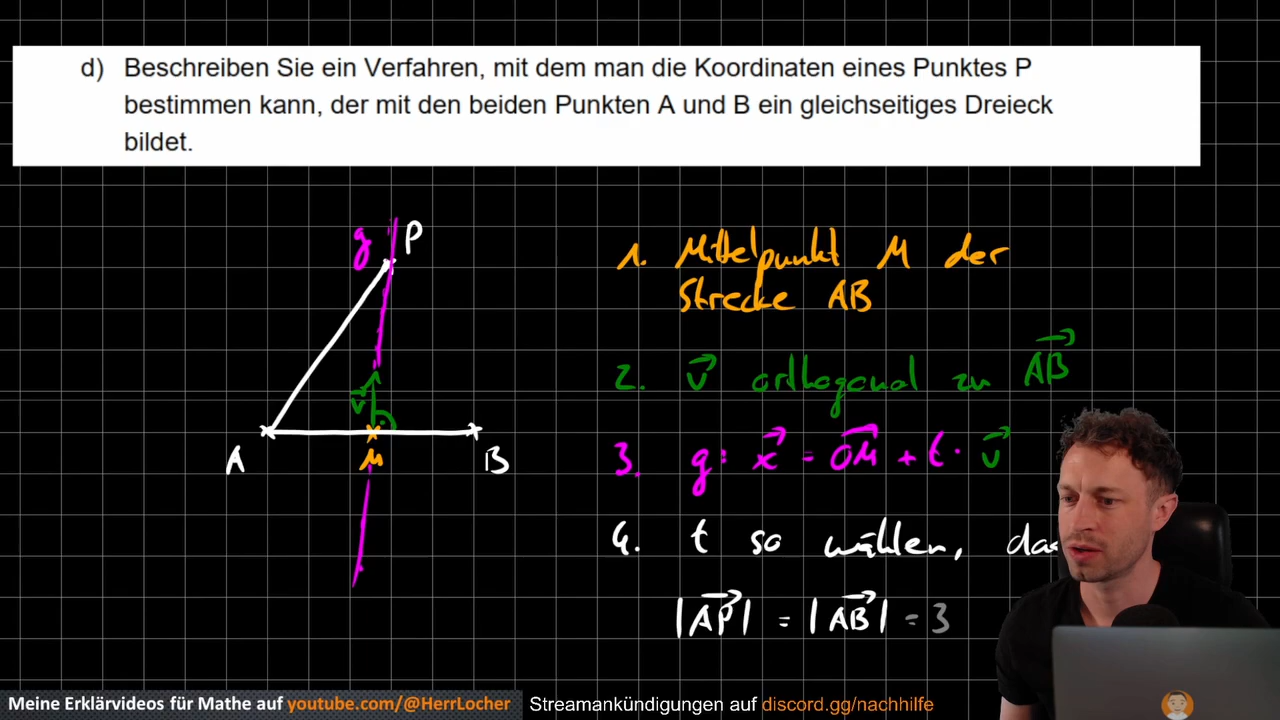 d) Beschreiben Sie ein Verfahren, mit dem man die Koordinaten eines Punktes P
bestimmen kann, der mit den beiden Punkten A und B ein gleichseitiges Dreieck
bildet.
g P
v⃗
A M B
1. Mittelpunkt M der
Strecke AB
2. v⃗ orthogonal zu AB⃗
3. g: x⃗ = OM⃗ + t · v⃗
4. t so wählen,
|AP⃗| = |AB⃗| = 3
Meine Erklärvideos für Mathe auf youtube.com/@HerrLocher
Streamankündigungen auf discord.gg/nachhilfe